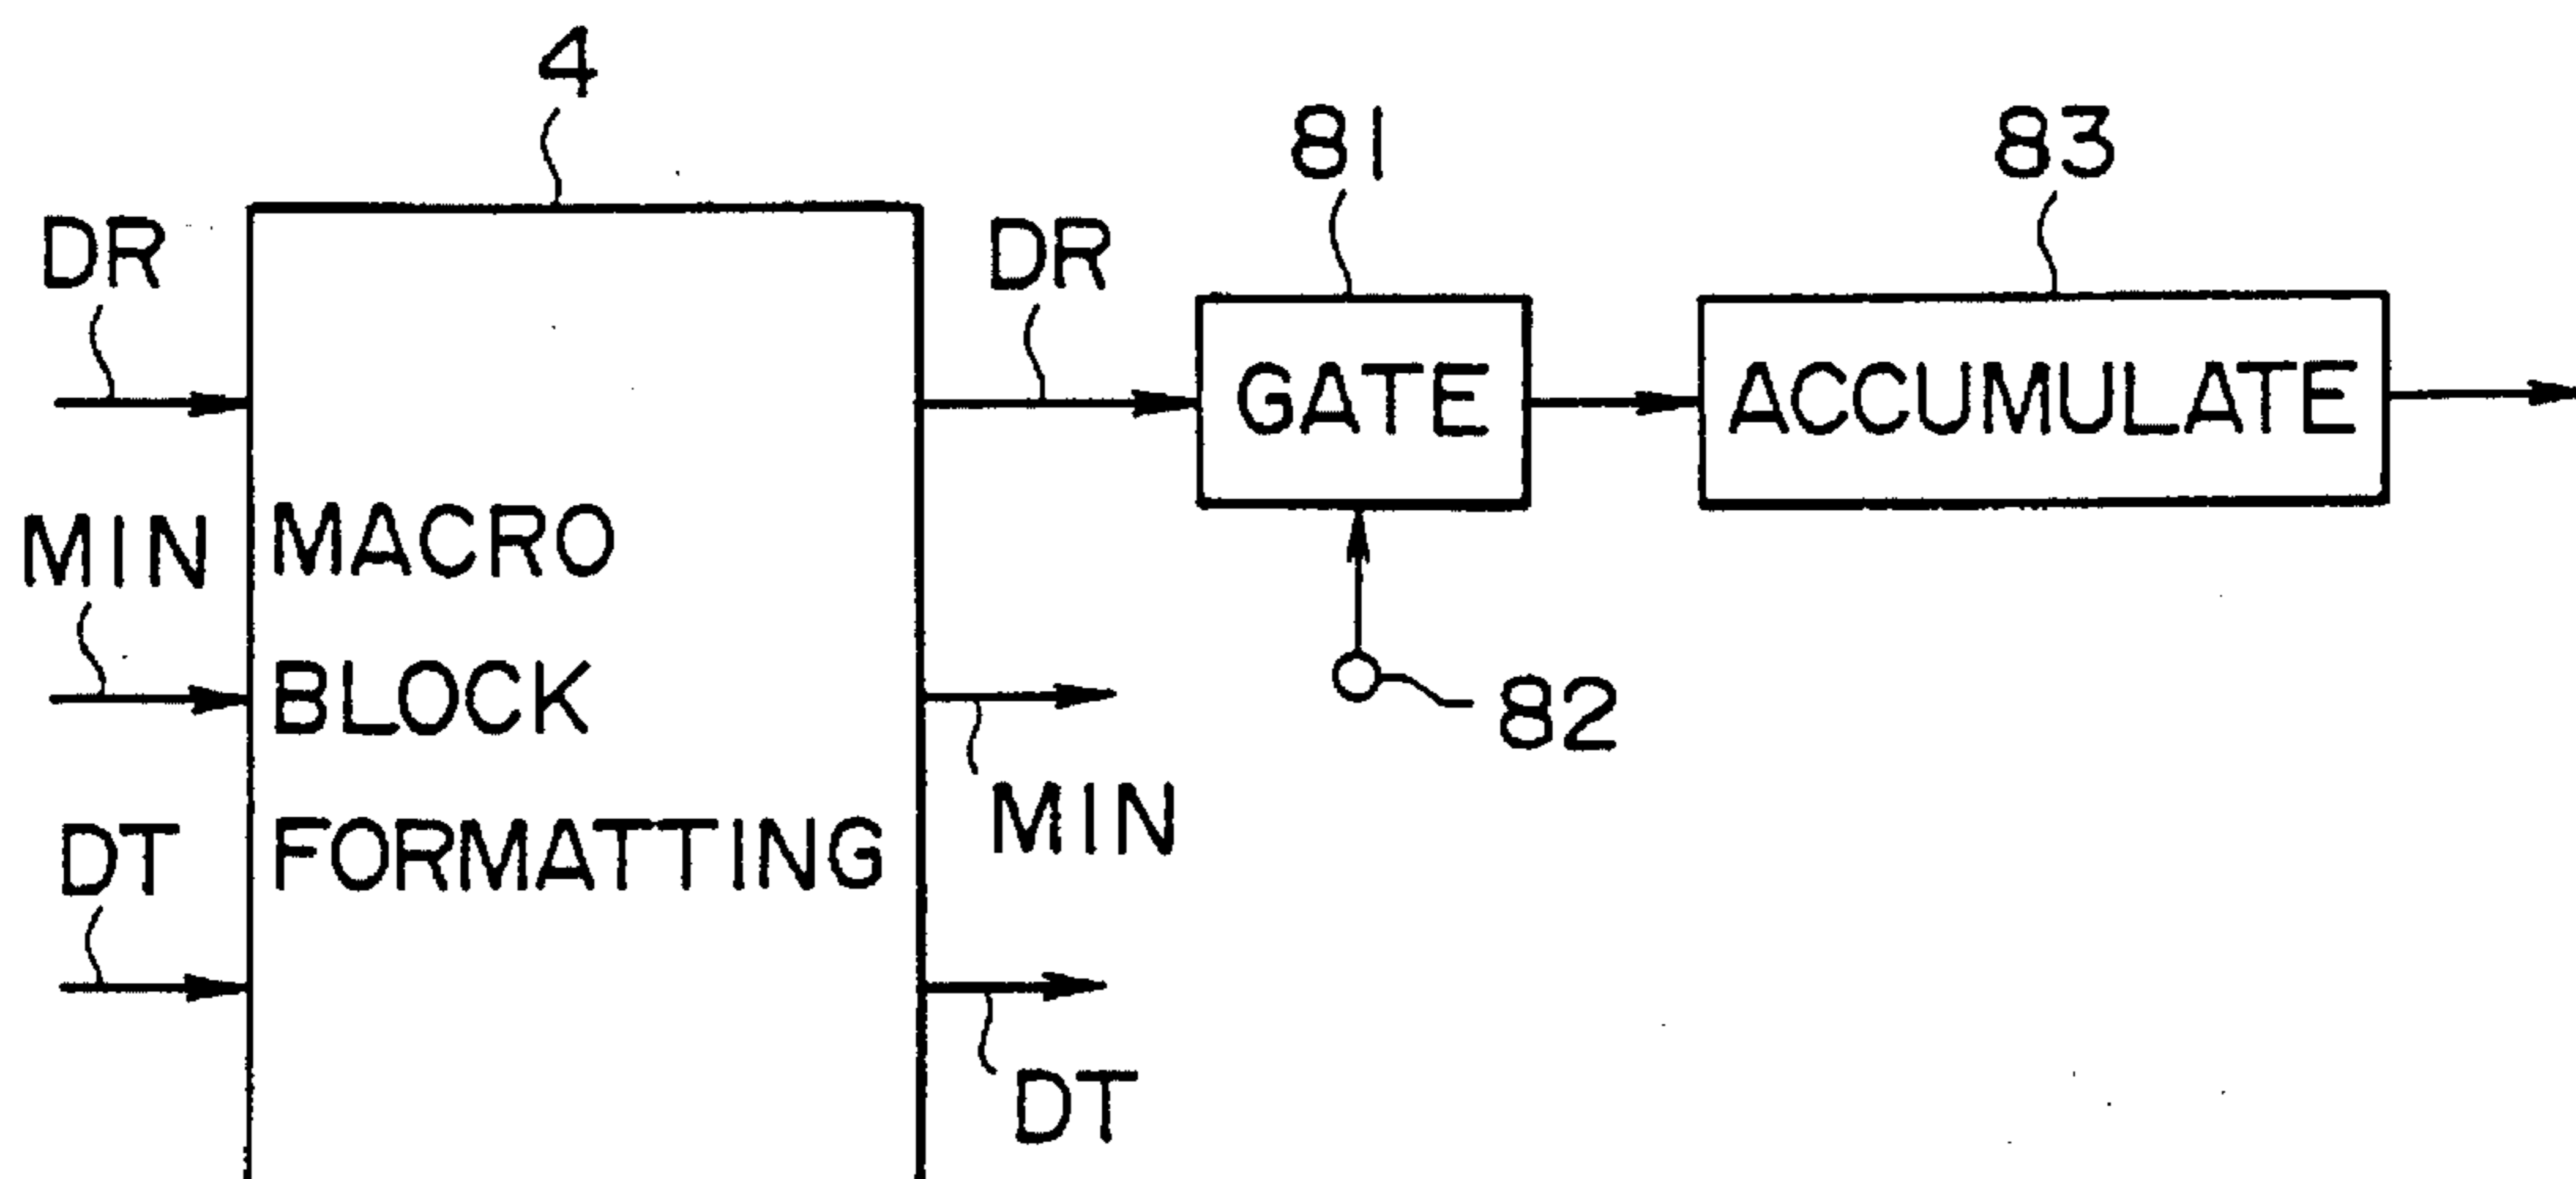 4
81
83
DR
DR
GATE
ACCUMULATE
MIN
MACRO
BLOCK
82
MIN
DT
FORMATTING
DT